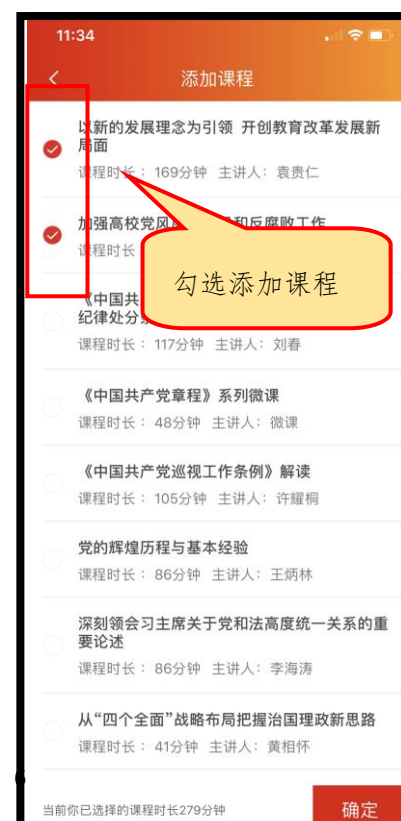 11:34
添加课程
以新的发展理念为引领 开创教育改革发展新
局面
课程时长： 169分钟 主讲人：袁贵仁
加强高校党风
和反腐败工作
课程时长
勾选添加课程
《中国共
纪律处分
课程时长： 117分钟 主讲人：刘春
《中国共产党章程》系列微课
课程时长： 48分钟 主讲人：微课
《中国共产党巡视工作条例》解读
课程时长： 105分钟 主讲人：许耀桐
党的辉煌历程与基本经验
课程时长： 86分钟 主讲人：王炳林
深刻领会习主席关于党和法高度统一关系的重
要论述
课程时长： 86分钟 主讲人：李海涛
从“四个全面”战略布局把握治国理政新思路
课程时长： 41分钟 主讲人：黄相怀
当前你已选择的课程时长279分钟
确定